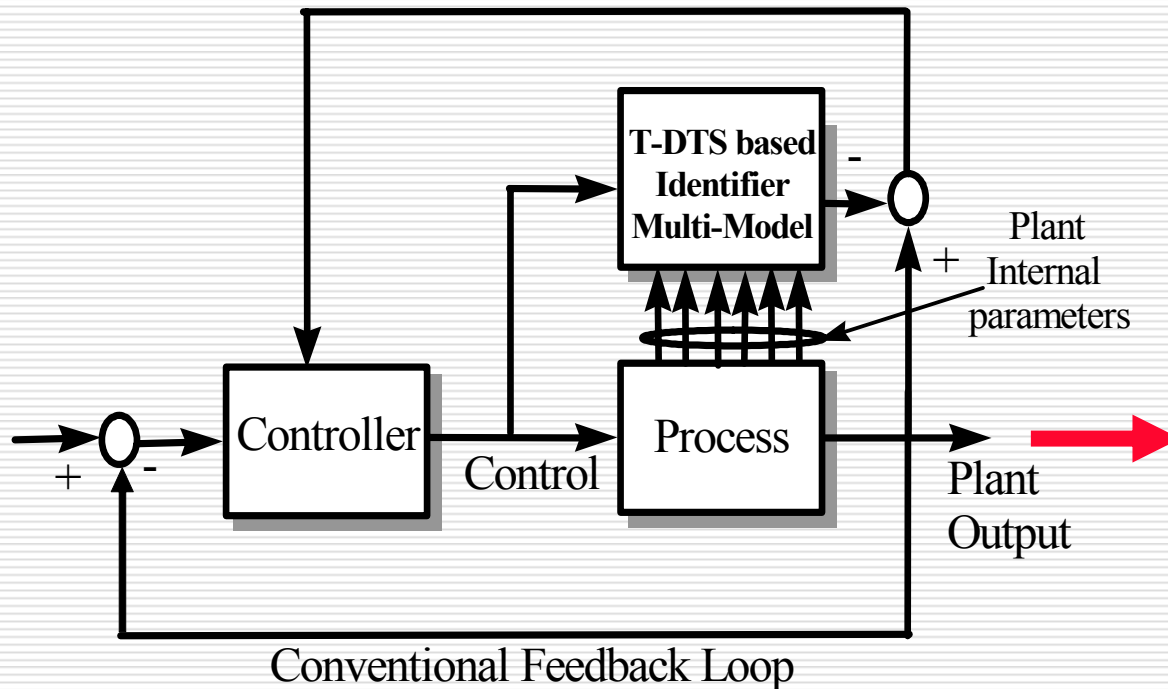 T-DTS based
Identifier
Multi-Model
-
+
Plant
Internal
parameters
Controller
Process
+
-
Control
Plant
Output
Conventional Feedback Loop